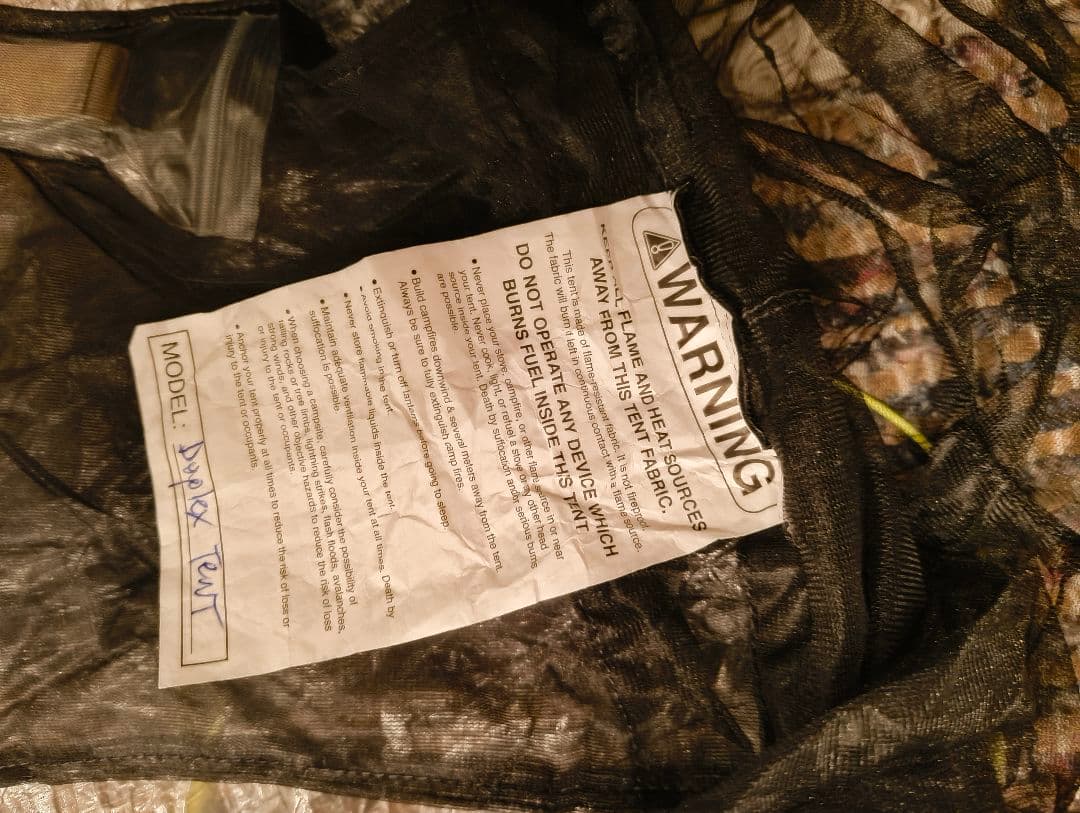 WARNING
KEEP ALL FLAME AND HEAT SOURCES
AWAY FROM THIS TENT FABRIC.
This tent is made of flame-resistant fabric. It is not fireproof.
The fabric will burn if left in continuous contact with a flame source.
DO NOT OPERATE ANY DEVICE WHICH
BURNS FUEL INSIDE THIS TENT.
• Never place your stove, campfire, or other flame source in or near
your tent. Never cook, light, or refuel a stove or any other head
source inside your tent. Death by suffocation and/or serious burns
are possible.
• Build campfires downwind & several meters away from the tent.
Always be sure to fully extinguish camp fires.
• Extinguish or turn off lanterns before going to sleep.
• Avoid smoking in the tent.
• Never store flammable liquids inside the tent.
• Maintain adequate ventilation inside your tent at all times. Death by
suffocation is possible.
• When choosing a campsite, carefully consider the possibility of
falling rocks or tree limbs, lightning strikes, flash floods, avalanches,
strong winds, and other objective hazards to reduce the risk of loss
or injury to the tent or occupants.
• Anchor your tent properly at all times to reduce the risk of loss or
injury to the tent or occupants.
MODEL: Duplex Tent